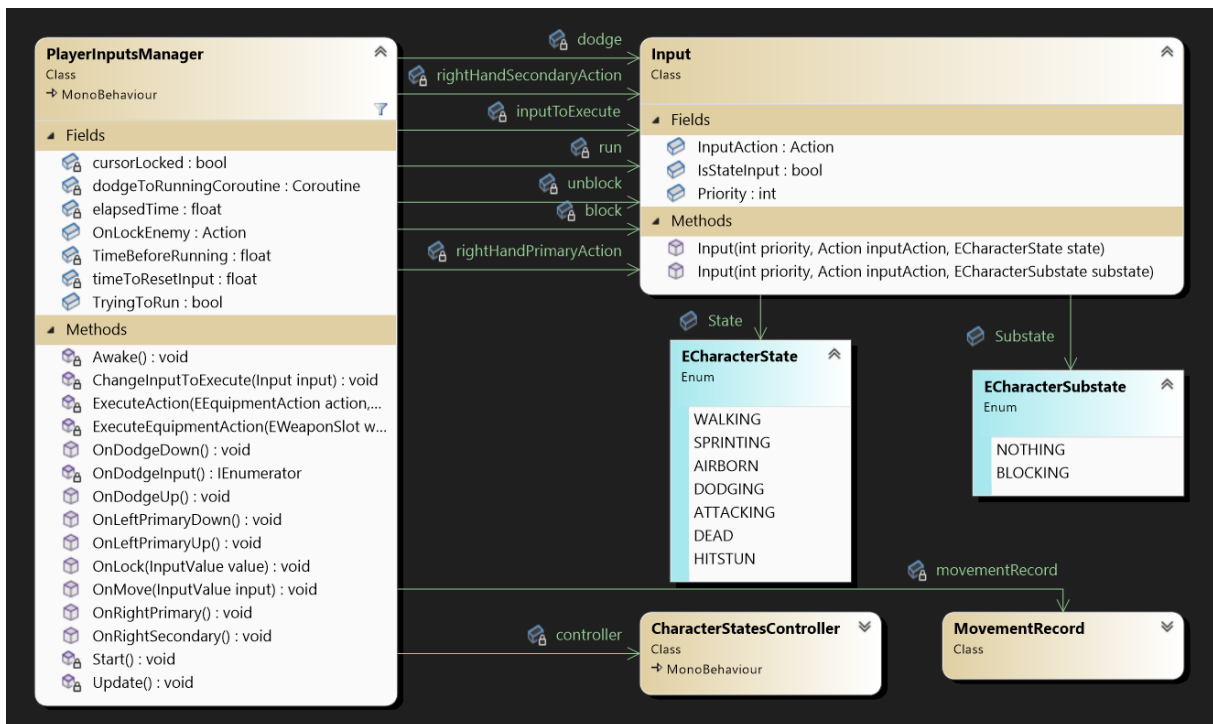 PlayerInputsManager
Class
MonoBehaviour
Fields
cursorLocked : bool
dodgeToRunningCoroutine : Coroutine
elapsedTime : float
OnLockEnemy : Action
TimeBeforeRunning : float
timeToResetInput : float
TryingToRun : bool
Methods
Awake() : void
ChangeInputToExecute(Input input) : void
ExecuteAction(EEquipmentAction action,...
ExecuteEquipmentAction(EWeaponSlot w...
OnDodgeDown() : void
OnDodgeInput() : IEnumerator
OnDodgeUp() : void
OnLeftPrimaryDown() : void
OnLeftPrimaryUp() : void
OnLock(InputValue value) : void
OnMove(InputValue input) : void
OnRightPrimary() : void
OnRightSecondary() : void
Start() : void
Update() : void
dodge
rightHandSecondaryAction
inputToExecute
run
unblock
block
rightHandPrimaryAction
Input
Class
Fields
InputAction : Action
IsStateInput : bool
Priority : int
Methods
Input(int priority, Action inputAction, ECharacterState state)
Input(int priority, Action inputAction, ECharacterSubstate substate)
State
Substate
ECharacterState
Enum
WALKING
SPRINTING
AIRBORN
DODGING
ATTACKING
DEAD
HITSTUN
ECharacterSubstate
Enum
NOTHING
BLOCKING
movementRecord
controller
CharacterStatesController
Class
MonoBehaviour
MovementRecord
Class